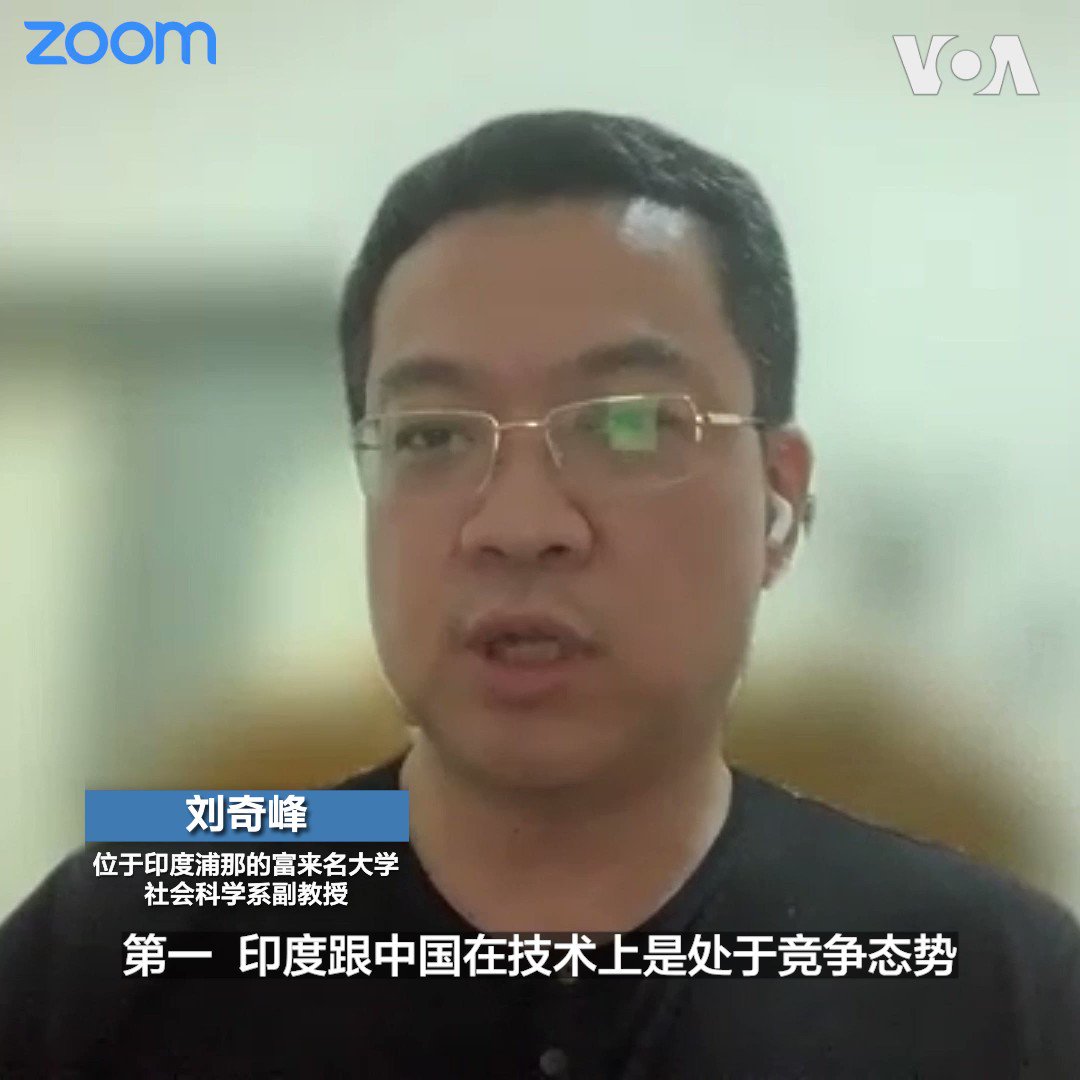 zoom
VOA
刘奇峰
位于印度浦那的富来名大学
社会科学系副教授
第一 印度跟中国在技术上是处于竞争态势